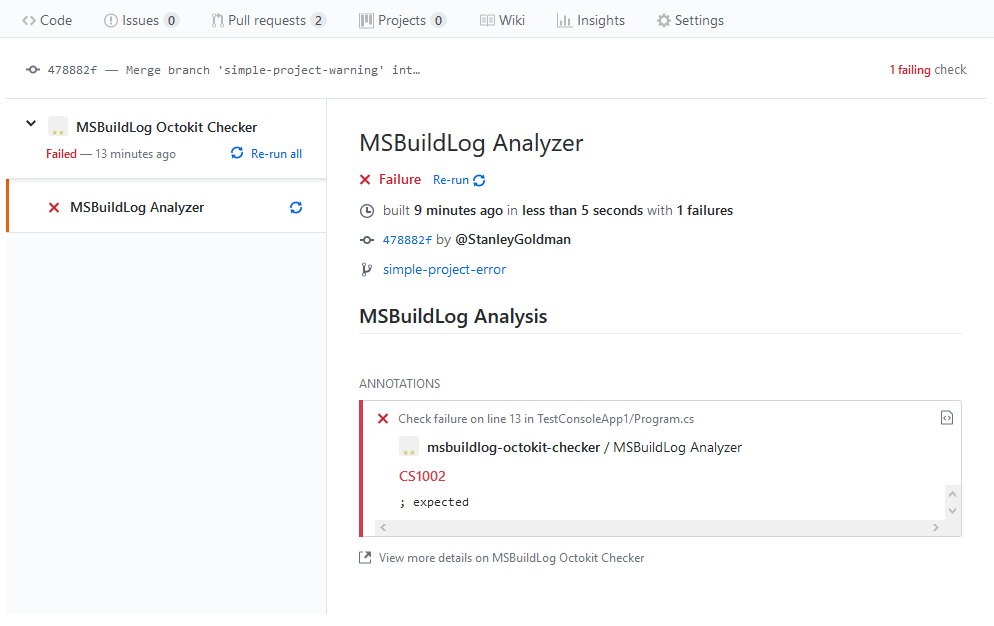 Code Issues 0 Pull requests 2 Projects 0 Wiki Insights Settings
478882f — Merge branch 'simple-project-warning' int… 1 failing check
MSBuildLog Octokit Checker
Failed — 13 minutes ago Re-run all
MSBuildLog Analyzer
MSBuildLog Analyzer
Failure Re-run
built 9 minutes ago in less than 5 seconds with 1 failures
478882f by @StanleyGoldman
simple-project-error
MSBuildLog Analysis
ANNOTATIONS
Check failure on line 13 in TestConsoleApp1/Program.cs
msbuildlog-octokit-checker / MSBuildLog Analyzer
CS1002
; expected
View more details on MSBuildLog Octokit Checker